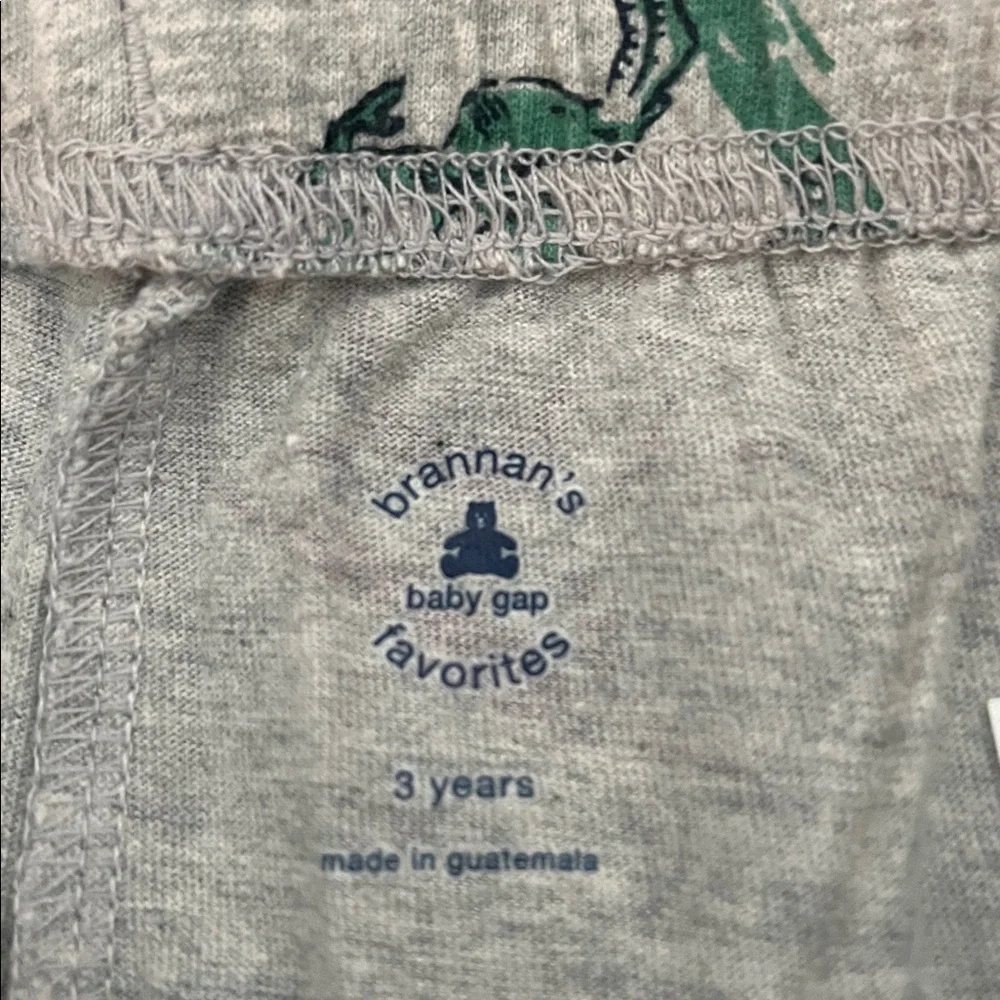 brannan's
baby gap
favorites
3 years
made in guatemala